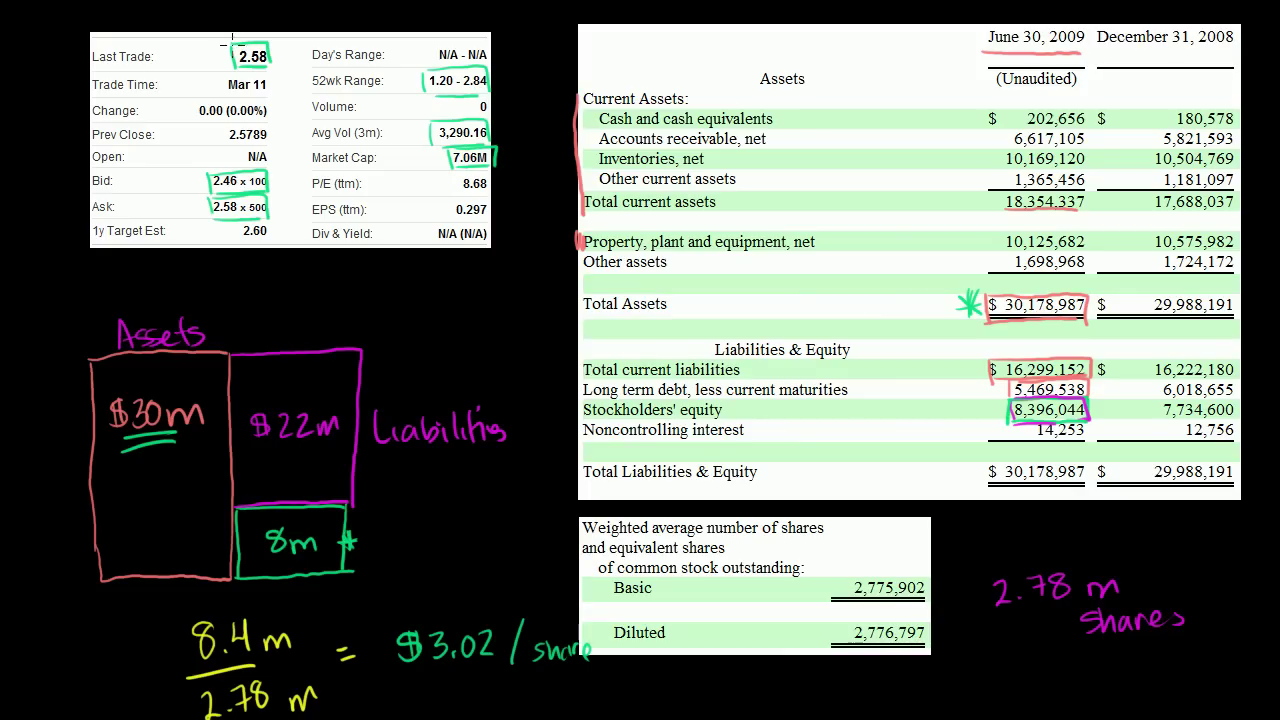 Last Trade: 2.58
Trade Time: Mar 11
Change: 0.00 (0.00%)
Prev Close: 2.5789
Open: N/A
Bid: 2.46 x 100
Ask: 2.58 x 500
1y Target Est: 2.60
Day's Range: N/A - N/A
52wk Range: 1.20 - 2.84
Volume: 0
Avg Vol (3m): 3,290.16
Market Cap: 7.06M
P/E (ttm): 8.68
EPS (ttm): 0.297
Div & Yield: N/A (N/A)
June 30, 2009 December 31, 2008
Assets (Unaudited)
Current Assets:
Cash and cash equivalents $ 202,656 $ 180,578
Accounts receivable, net 6,617,105 5,821,593
Inventories, net 10,169,120 10,504,769
Other current assets 1,365,456 1,181,097
Total current assets 18,354,337 17,688,037
Property, plant and equipment, net 10,125,682 10,575,982
Other assets 1,698,968 1,724,172
Total Assets $ 30,178,987 $ 29,988,191
Liabilities & Equity
Total current liabilities $ 16,299,152 $ 16,222,180
Long term debt, less current maturities 5,469,538 6,018,655
Stockholders' equity 8,396,044 7,734,600
Noncontrolling interest 14,253 12,756
Total Liabilities & Equity $ 30,178,987 $ 29,988,191
Assets
$30m
$22m Liabilities
8m *
Weighted average number of shares
and equivalent shares
of common stock outstanding:
Basic 2,775,902
Diluted 2,776,797
2.78 m
shares
8.4 m
2.78 m
= $3.02 / share